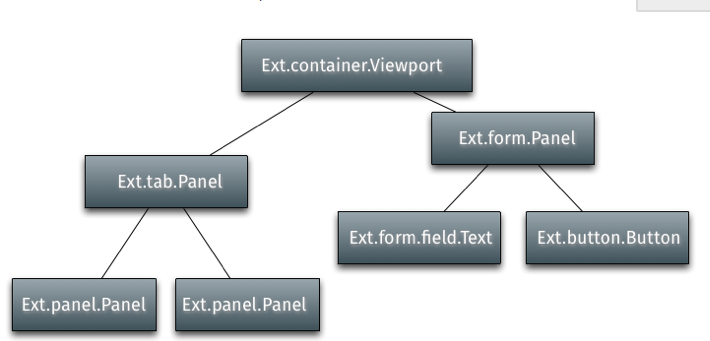 Ext.container.Viewport
Ext.form.Panel
Ext.tab.Panel
Ext.form.field.Text
Ext.button.Button
Ext.panel.Panel
Ext.panel.Panel